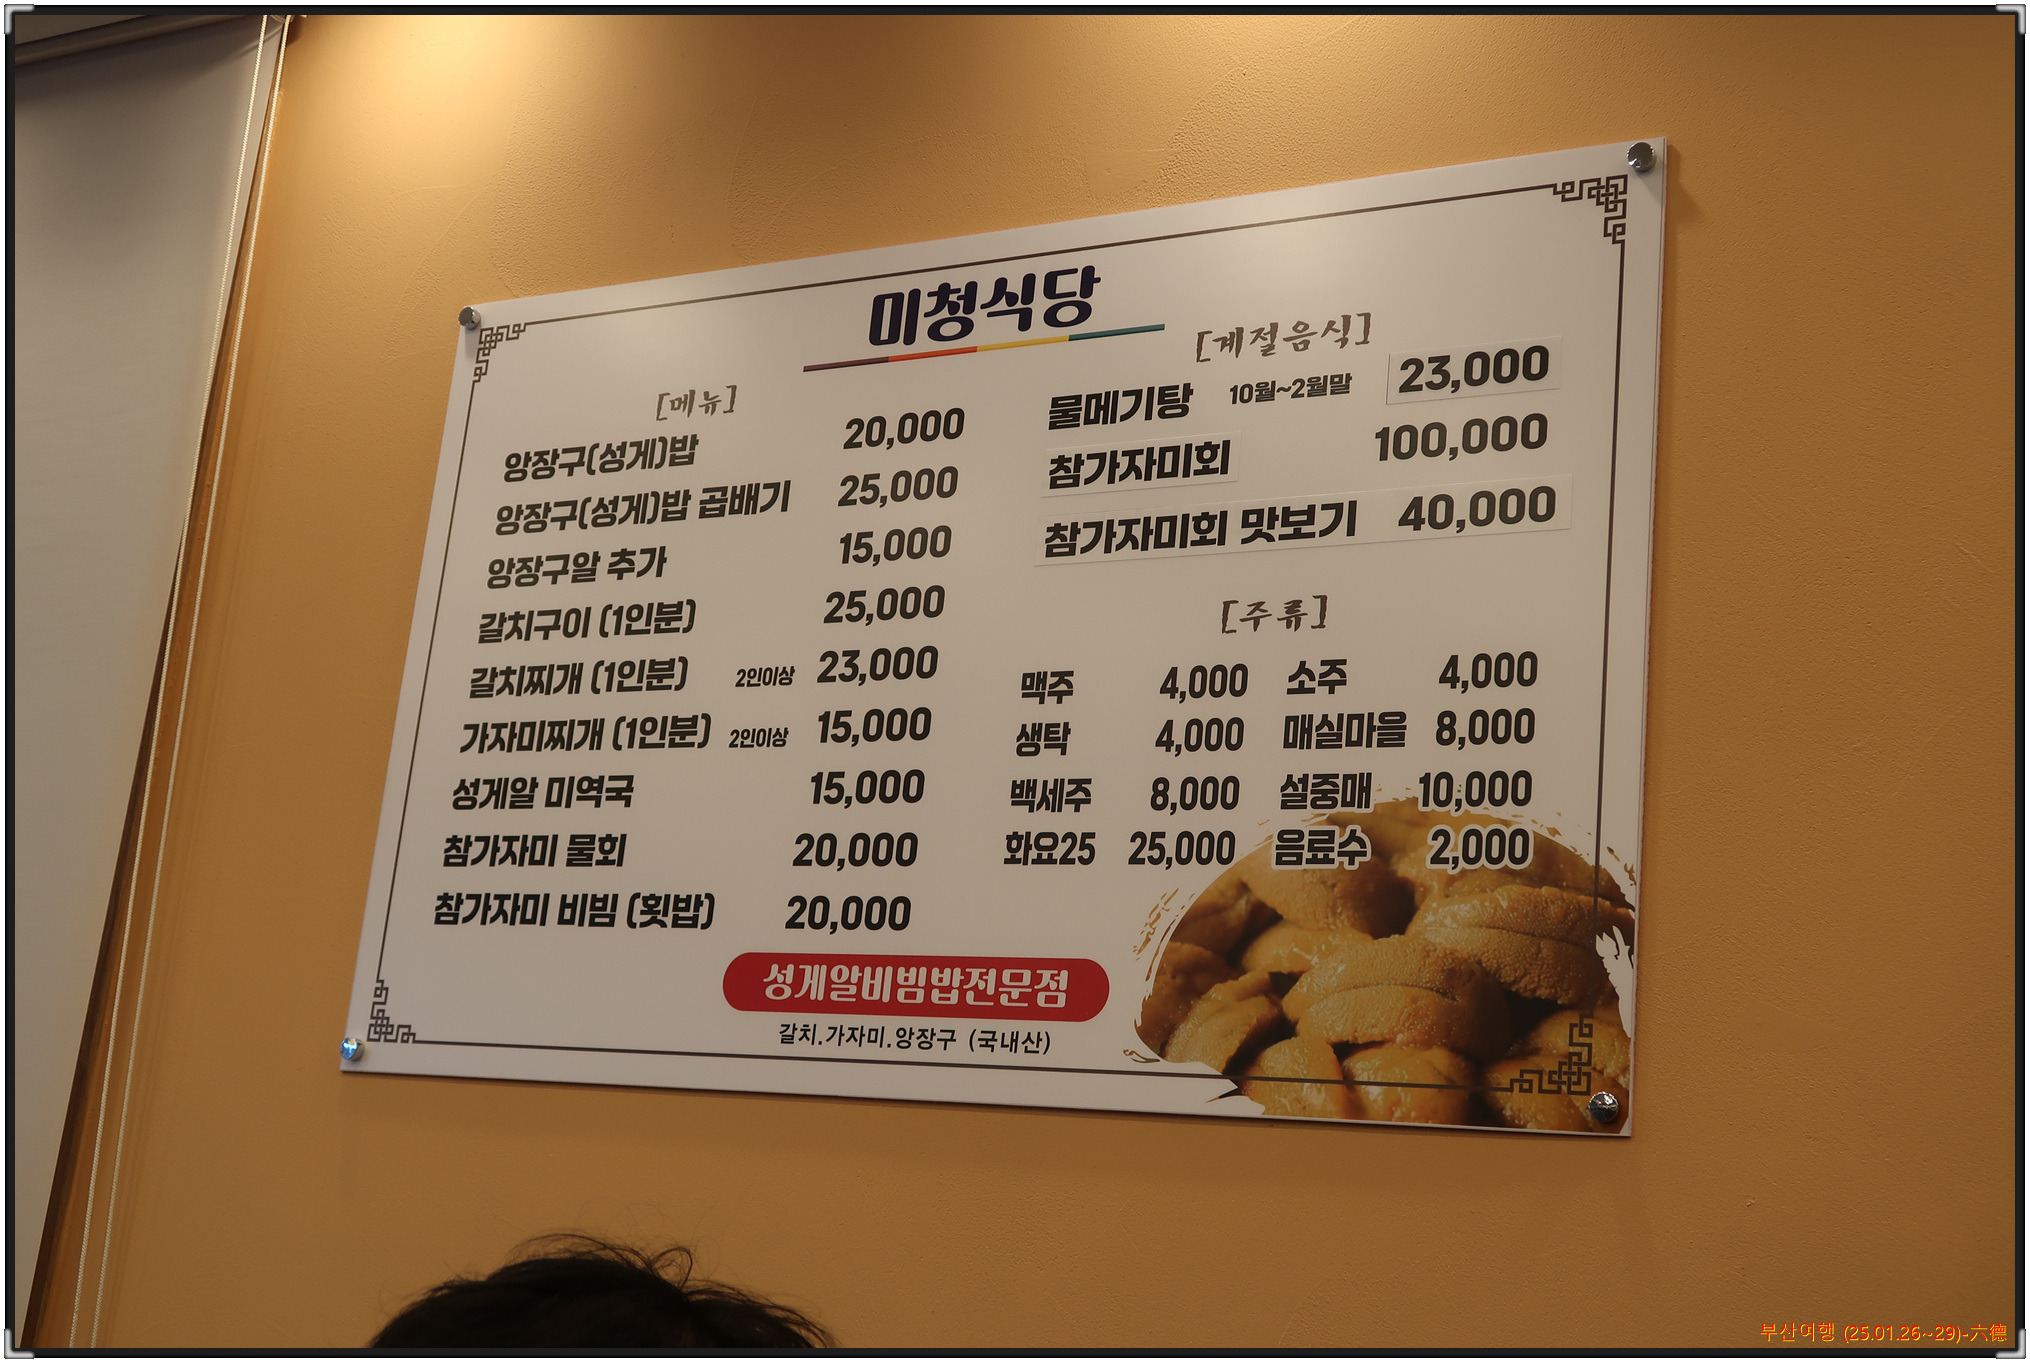 미청식당
[메뉴]
앙장구(성게)밥 20,000
앙장구(성게)밥 곱배기 25,000
앙장구알 추가 15,000
갈치구이 (1인분) 25,000
갈치찌개 (1인분) 2인이상 23,000
가자미찌개 (1인분) 2인이상 15,000
성게알 미역국 15,000
참가자미 물회 20,000
참가자미 비빔 (횟밥) 20,000
[계절음식]
물메기탕 10월~2월말 23,000
참가자미회 100,000
참가자미회 맛보기 40,000
[주류]
맥주 4,000 소주 4,000
생탁 4,000 매실마을 8,000
백세주 8,000 설중매 10,000
화요25 25,000 음료수 2,000
성게알비빔밥전문점
갈치.가자미.앙장구 (국내산)
부산여행 (25.01.26~29)-六德